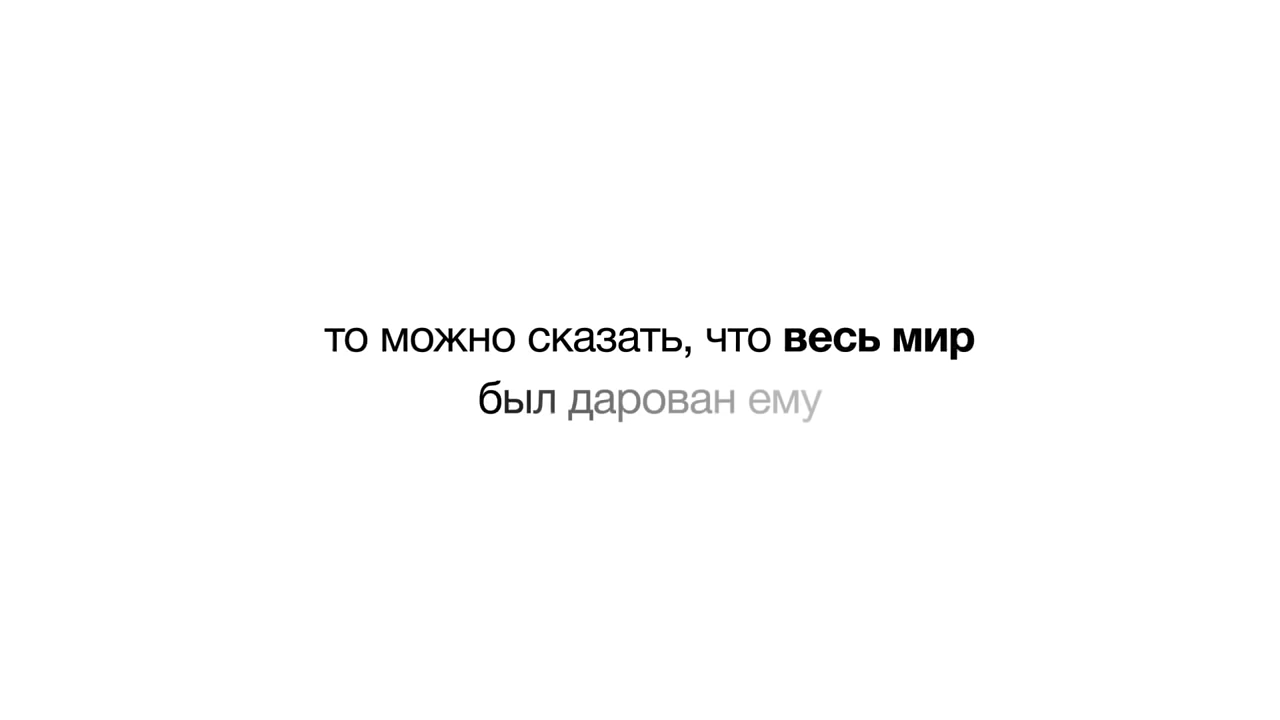 то можно сказать, что весь мир
был дарован ему